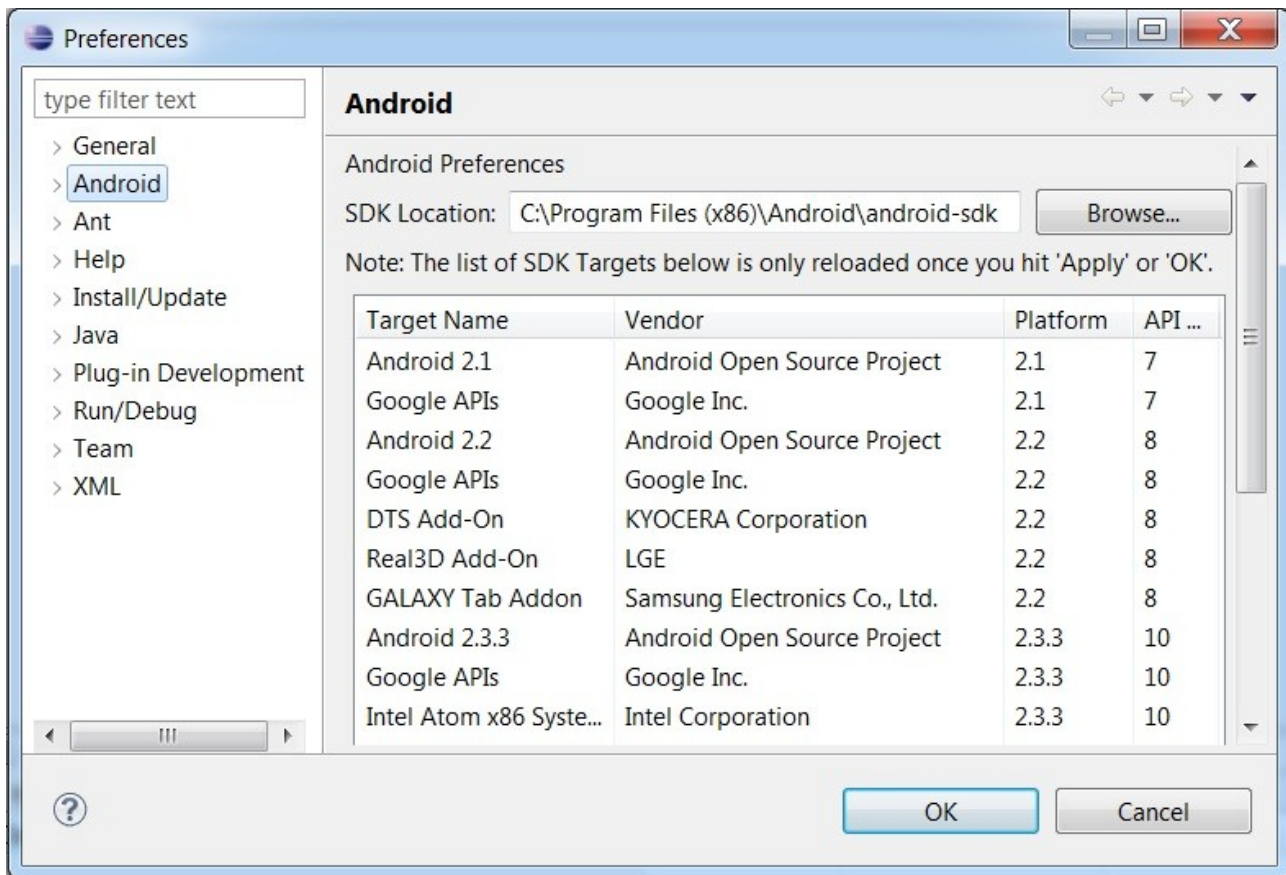 Preferences
type filter text
General
Android
Ant
Help
Install/Update
Java
Plug-in Development
Run/Debug
Team
XML
Android
Android Preferences
SDK Location: C:\Program Files (x86)\Android\android-sdk Browse...
Note: The list of SDK Targets below is only reloaded once you hit 'Apply' or 'OK'.
Target Name Vendor Platform API ...
Android 2.1 Android Open Source Project 2.1 7
Google APIs Google Inc. 2.1 7
Android 2.2 Android Open Source Project 2.2 8
Google APIs Google Inc. 2.2 8
DTS Add-On KYOCERA Corporation 2.2 8
Real3D Add-On LGE 2.2 8
GALAXY Tab Addon Samsung Electronics Co., Ltd. 2.2 8
Android 2.3.3 Android Open Source Project 2.3.3 10
Google APIs Google Inc. 2.3.3 10
Intel Atom x86 Syste... Intel Corporation 2.3.3 10
? OK Cancel